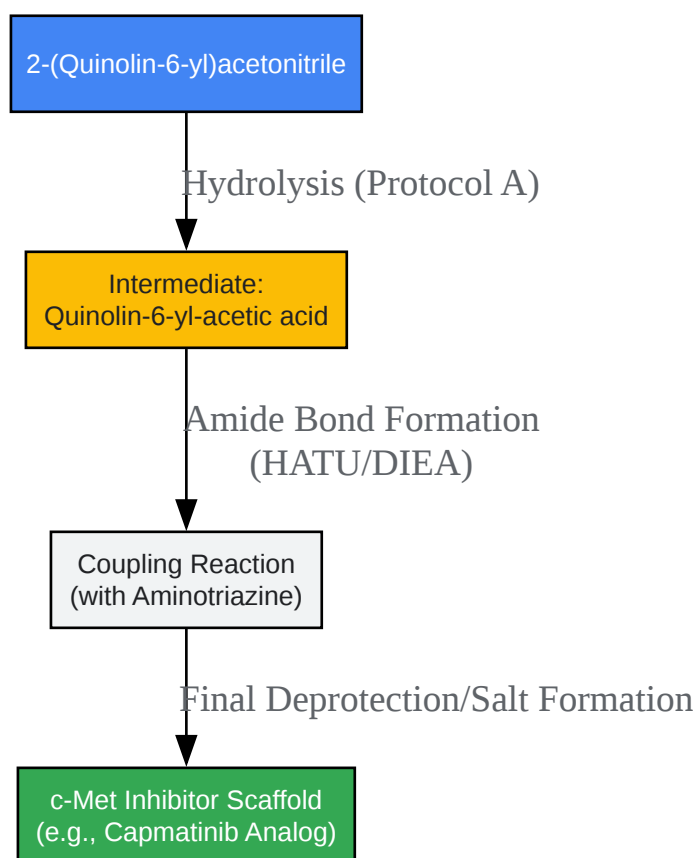 2-(Quinolin-6-yl)acetonitrile
Hydrolysis (Protocol A)
Intermediate:
Quinolin-6-yl-acetic acid
Amide Bond Formation
(HATU/DIEA)
Coupling Reaction
(with Aminotriazine)
Final Deprotection/Salt Formation
c-Met Inhibitor Scaffold
(e.g., Capmatinib Analog)